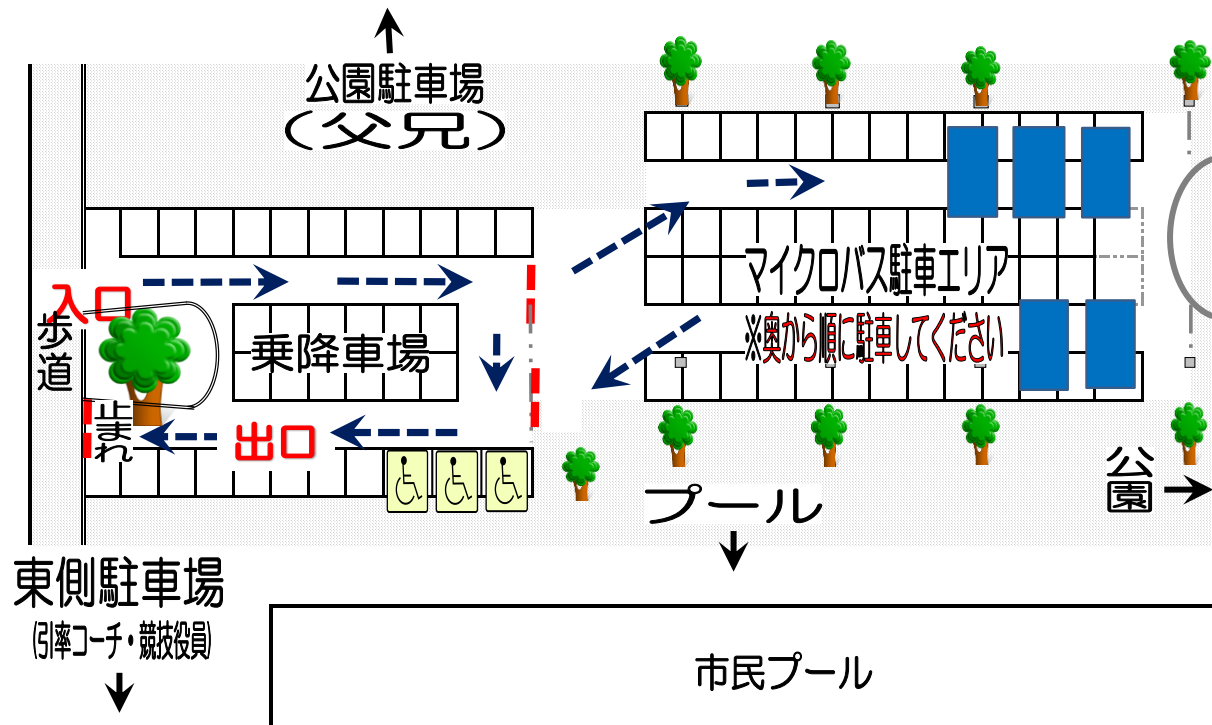 公園駐車場
（父兄）
入口
歩道
乗降車場
マイクロバス駐車エリア
※奥から順に駐車してください
止まれ
出口
公園
プール
東側駐車場
(引率コーチ・競技役員)
市民プール